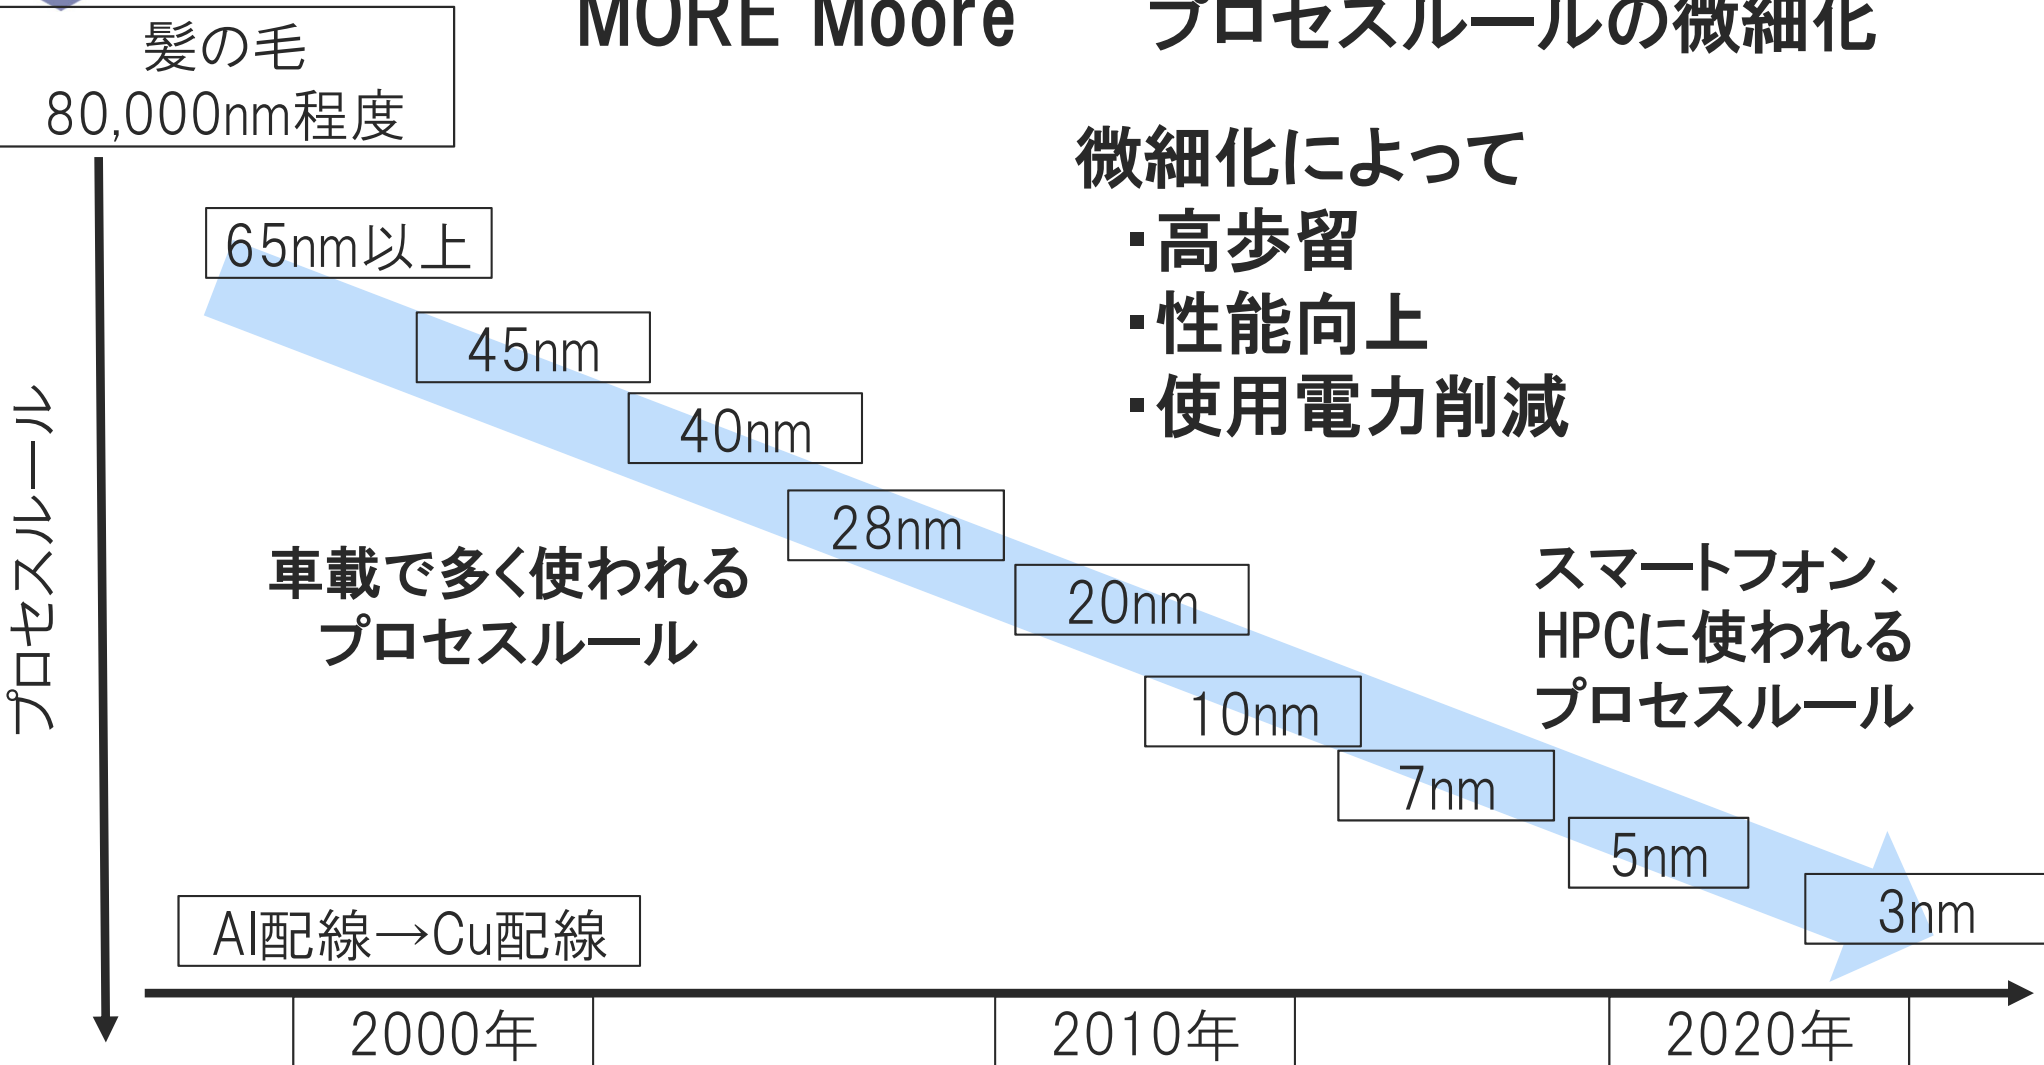 MORE Moore　プロセスルールの微細化
髪の毛
80,000nm程度
微細化によって
・高歩留
・性能向上
・使用電力削減
65nm以上
45nm
40nm
28nm
20nm
10nm
7nm
5nm
3nm
プロセスルール
車載で多く使われる
プロセスルール
スマートフォン、
HPCに使われる
プロセスルール
Al配線→Cu配線
2000年
2010年
2020年